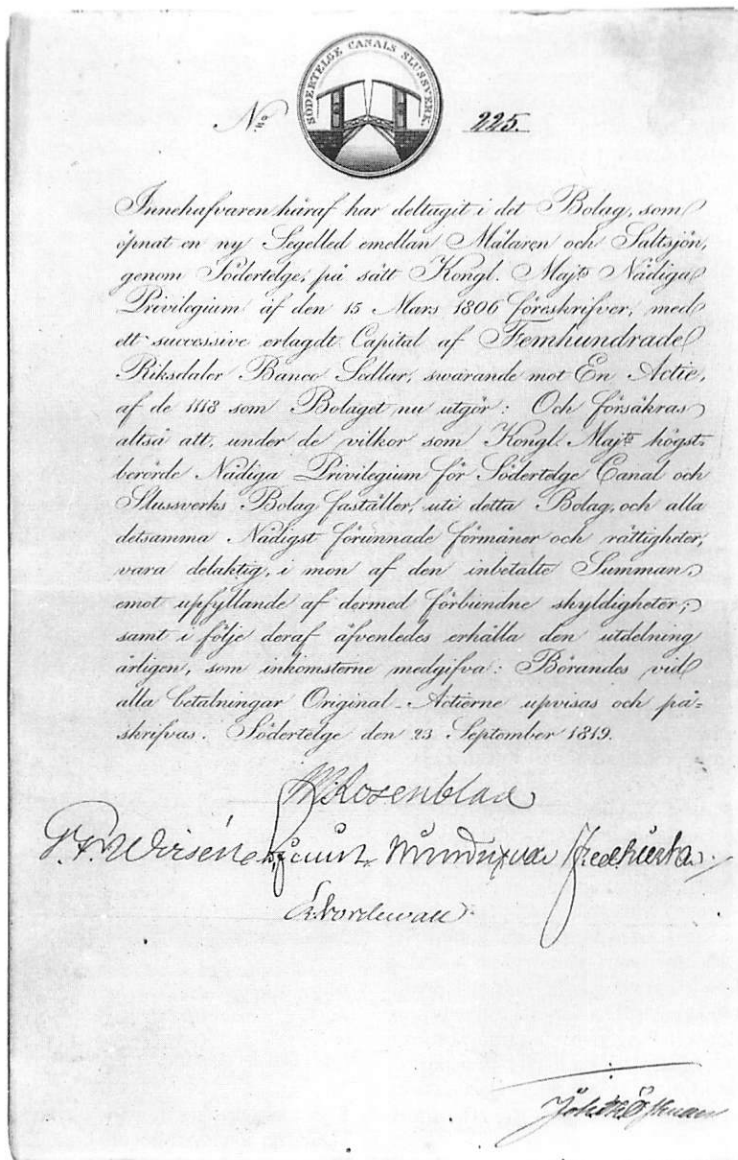 SÖDERTELGE CANALS SLUSSVERK.
N:ro 225.
Innehafvaren häraf har deltagit i det Bolag, som
öpnat en ny Segelled emellan Mälaren och Saltsjön,
genom Södertelge, på sätt Kongl. Maj:ts Nådiga
Privilegium af den 15 Mars 1806 föreskrifver, med
ett successive erlagdt Capital af Femhundrade
Riksdaler Banco Sedlar, swarande mot En Actie,
af de 1118 som Bolaget nu utgör: Och försäkras
altså att, under de vilkor som Kongl. Maj:ts högst-
berörde Nådiga Privilegium för Södertelge Canal och
Slussverks Bolag faställer, uti detta Bolag, och alla
detsamma Nådigst förunnade förmåner och rättigheter,
vara delaktig, i mon af den inbetalte Summan,
emot upfyllande af dermed förbundne skyldigheter;
samt i följe deraf äfvenledes erhålla den utdelning
årligen, som inkomsterne medgifva: Börandes vid
alla betalningar Original-Actierne upvisas och på=
skrifvas. Södertelge den 23 September 1819.
Rosenblad
Wirsén